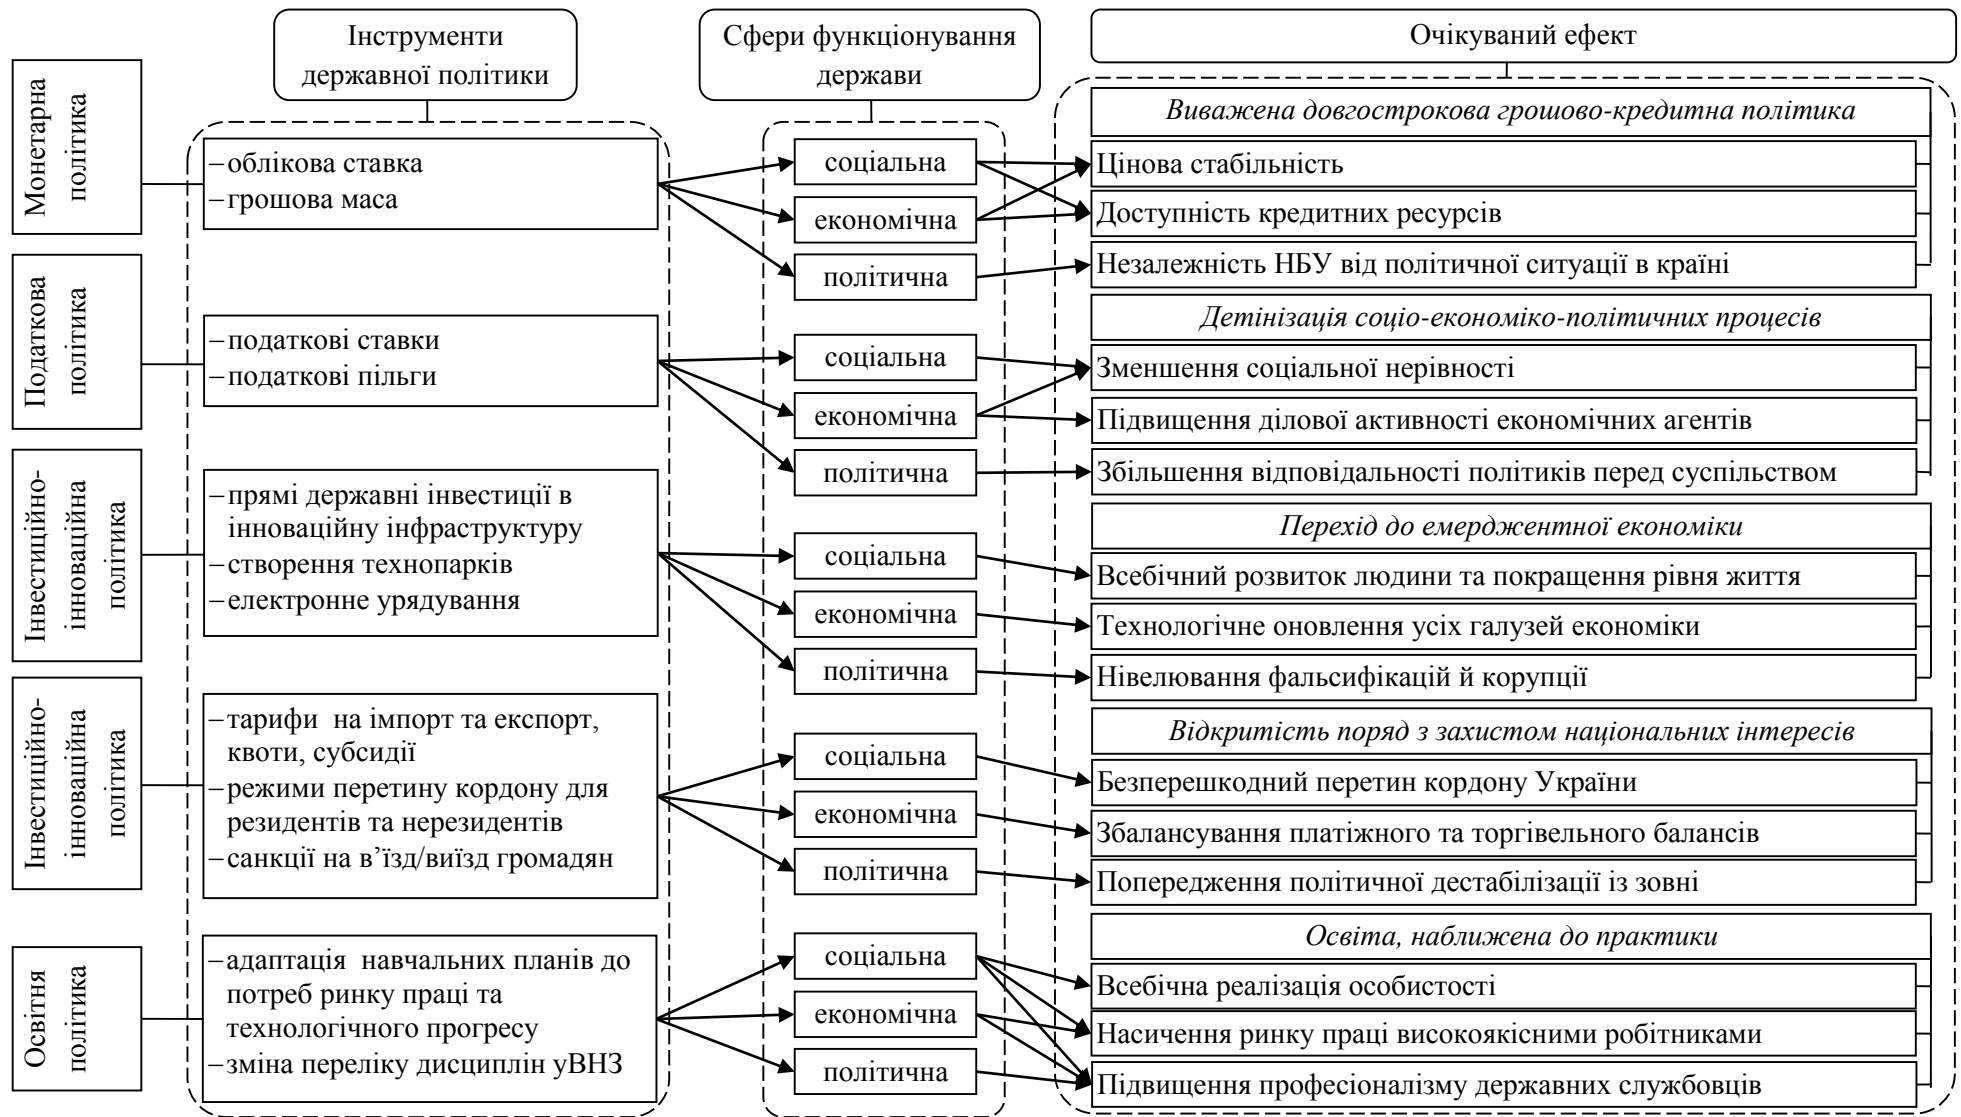 Інструменти
державної політики
Сфери функціонування
держави
Очікуваний ефект
Монетарна
політика
–облікова ставка
–грошова маса
соціальна
економічна
політична
Виважена довгострокова грошово-кредитна політика
Цінова стабільність
Доступність кредитних ресурсів
Незалежність НБУ від політичної ситуації в країні
Податкова
політика
–податкові ставки
–податкові пільги
соціальна
економічна
політична
Детінізація соціо-економіко-політичних процесів
Зменшення соціальної нерівності
Підвищення ділової активності економічних агентів
Збільшення відповідальності політиків перед суспільством
Інвестиційно-
інноваційна
політика
–прямі державні інвестиції в
інноваційну інфраструктуру
–створення технопарків
–електронне урядування
соціальна
економічна
політична
Перехід до емерджентної економіки
Всебічний розвиток людини та покращення рівня життя
Технологічне оновлення усіх галузей економіки
Нівелювання фальсифікацій й корупції
Інвестиційно-
інноваційна
політика
–тарифи на імпорт та експорт,
квоти, субсидії
–режими перетину кордону для
резидентів та нерезидентів
–санкції на в’їзд/виїзд громадян
соціальна
економічна
політична
Відкритість поряд з захистом національних інтересів
Безперешкодний перетин кордону України
Збалансування платіжного та торгівельного балансів
Попередження політичної дестабілізації із зовні
Освітня
політика
–адаптація навчальних планів до
потреб ринку праці та
технологічного прогресу
–зміна переліку дисциплін уВНЗ
соціальна
економічна
політична
Освіта, наближена до практики
Всебічна реалізація особистості
Насичення ринку праці високоякісними робітниками
Підвищення професіоналізму державних службовців